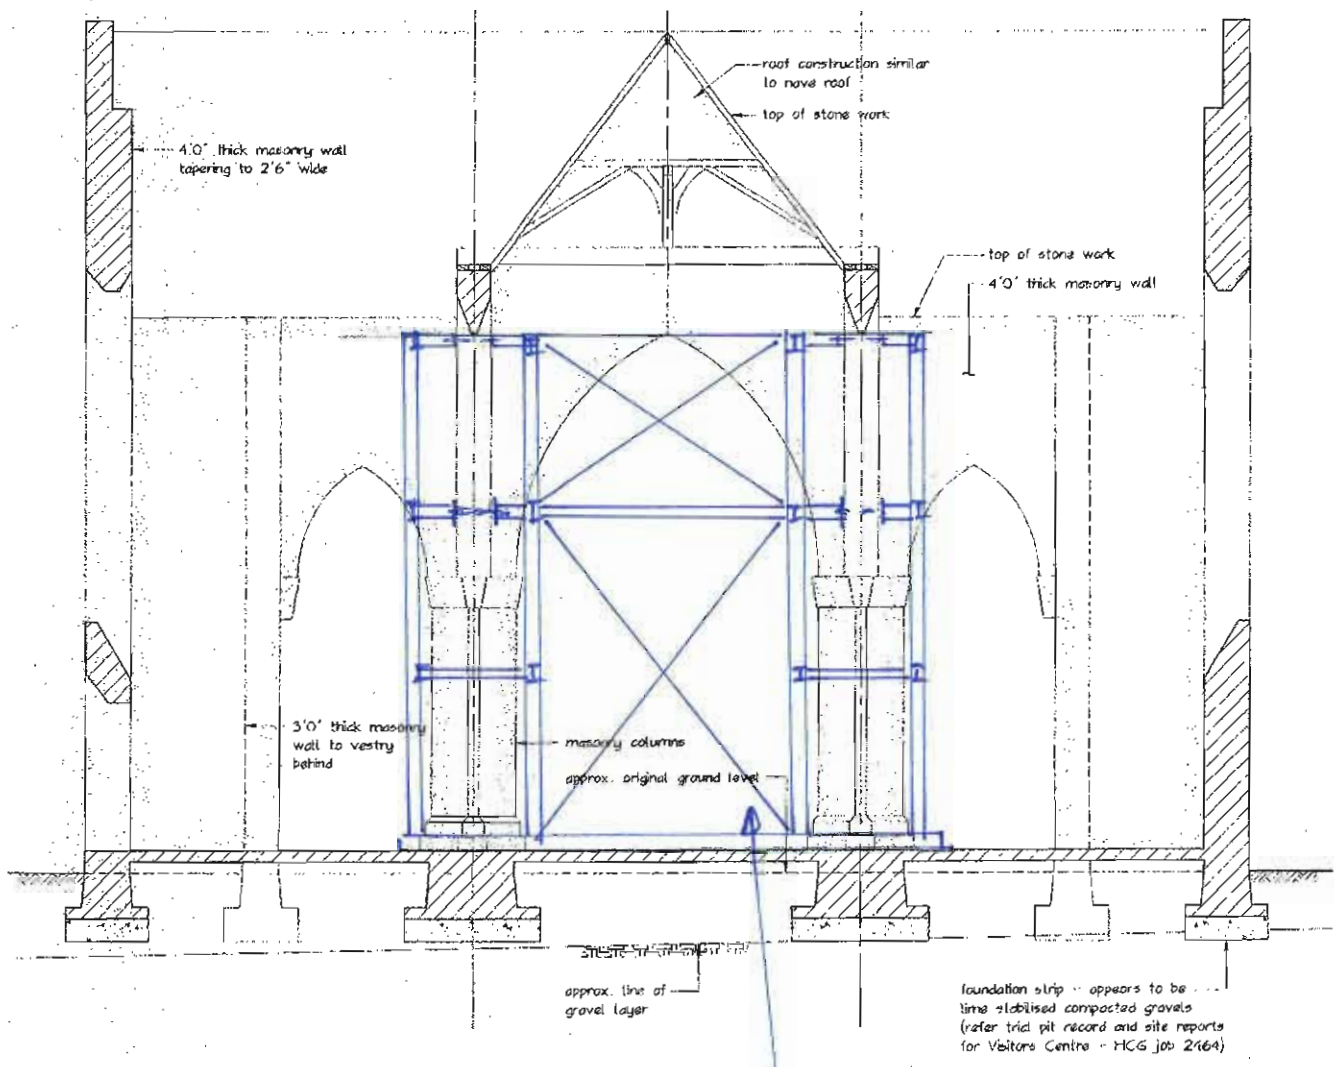 roof construction similar
to nave roof
top of stone work
4'0" thick masonry wall
tapering to 2'6" wide
top of stone work
4'0" thick masonry wall
3'0" thick masonry
wall to vestry
behind
masonry columns
approx. original ground level
approx. line of
gravel layer
foundation strip - appears to be
lime stabilised compacted gravels
(refer trial pit record and site reports
for Visitors Centre - HCG job 2464)